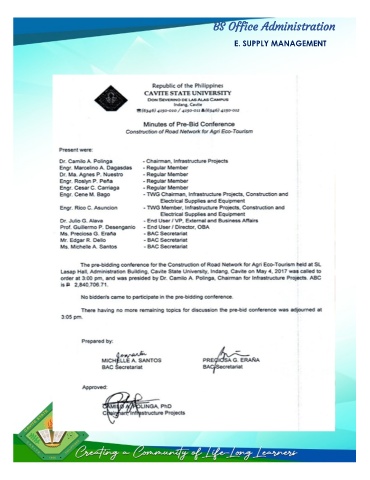 BS Office Administration
E. SUPPLY MANAGEMENT
Republic of the Philippines
CAVITE STATE UNIVERSITY
DON SEVERINO DE LAS ALAS CAMPUS
Indang, Cavite
Minutes of Pre-Bid Conference
Construction of Road Network for Agri Eco-Tourism
Present were:
Dr. Camilo A. Polinga - Chairman, Infrastructure Projects
Engr. Marcelino A. Dagasdas - Regular Member
Dr. Ma. Agnes P. Nuestro - Regular Member
Engr. Roslyn P. Peña - Regular Member
Engr. Cesar C. Carriaga - Regular Member
Engr. Gene M. Bago - TWG Chairman, Infrastructure Projects, Construction and
Electrical Supplies and Equipment
Engr. Rico C. Asuncion - TWG Member, Infrastructure Projects, Construction and
Electrical Supplies and Equipment
Dr. Julio G. Alava - End User / VP, External and Business Affairs
Prof. Guillermo P. Desenganio - End User / Director, OBA
Ms. Preciosa G. Eraña - BAC Secretariat
Mr. Edgar R. Dello - BAC Secretariat
Ms. Michelle A. Santos - BAC Secretariat
The pre-bidding conference for the Construction of Road Network for Agri Eco-Tourism held at SL
Lasap Hall, Administration Building, Cavite State University, Indang, Cavite on May 4, 2017 was called to
order at 3:00 pm, and was presided by Dr. Camilo A. Polinga, Chairman for Infrastructure Projects. ABC
is ₱ 2,840,706.71.
No bidder/s came to participate in the pre-bidding conference.
There having no more remaining topics for discussion the pre-bid conference was adjourned at
3:05 pm.
Prepared by:
MICHELLE A. SANTOS PRECIOSA G. ERAÑA
BAC Secretariat BAC Secretariat
Approved:
CAMILO A. POLINGA, PhD
Chairman, Infrastructure Projects
Creating a Community of Life-Long Learners